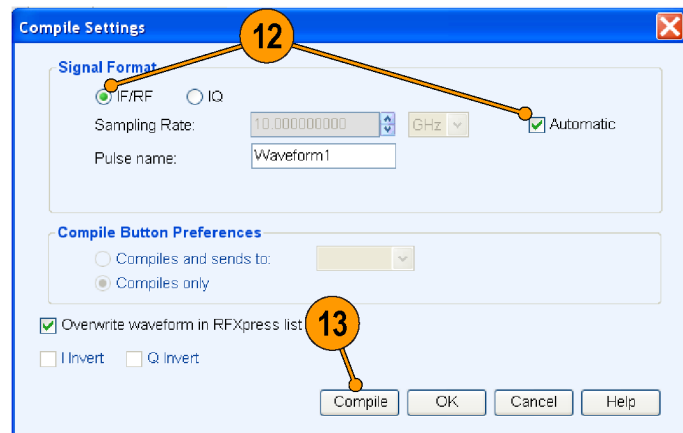 Compile Settings
12
Signal Format
IF/RF IQ
Sampling Rate: 10.000000000 GHz Automatic
Pulse name: Waveform1
Compile Button Preferences
Compiles and sends to:
Compiles only
Overwrite waveform in RFXpress list
13
I Invert Q Invert
Compile OK Cancel Help